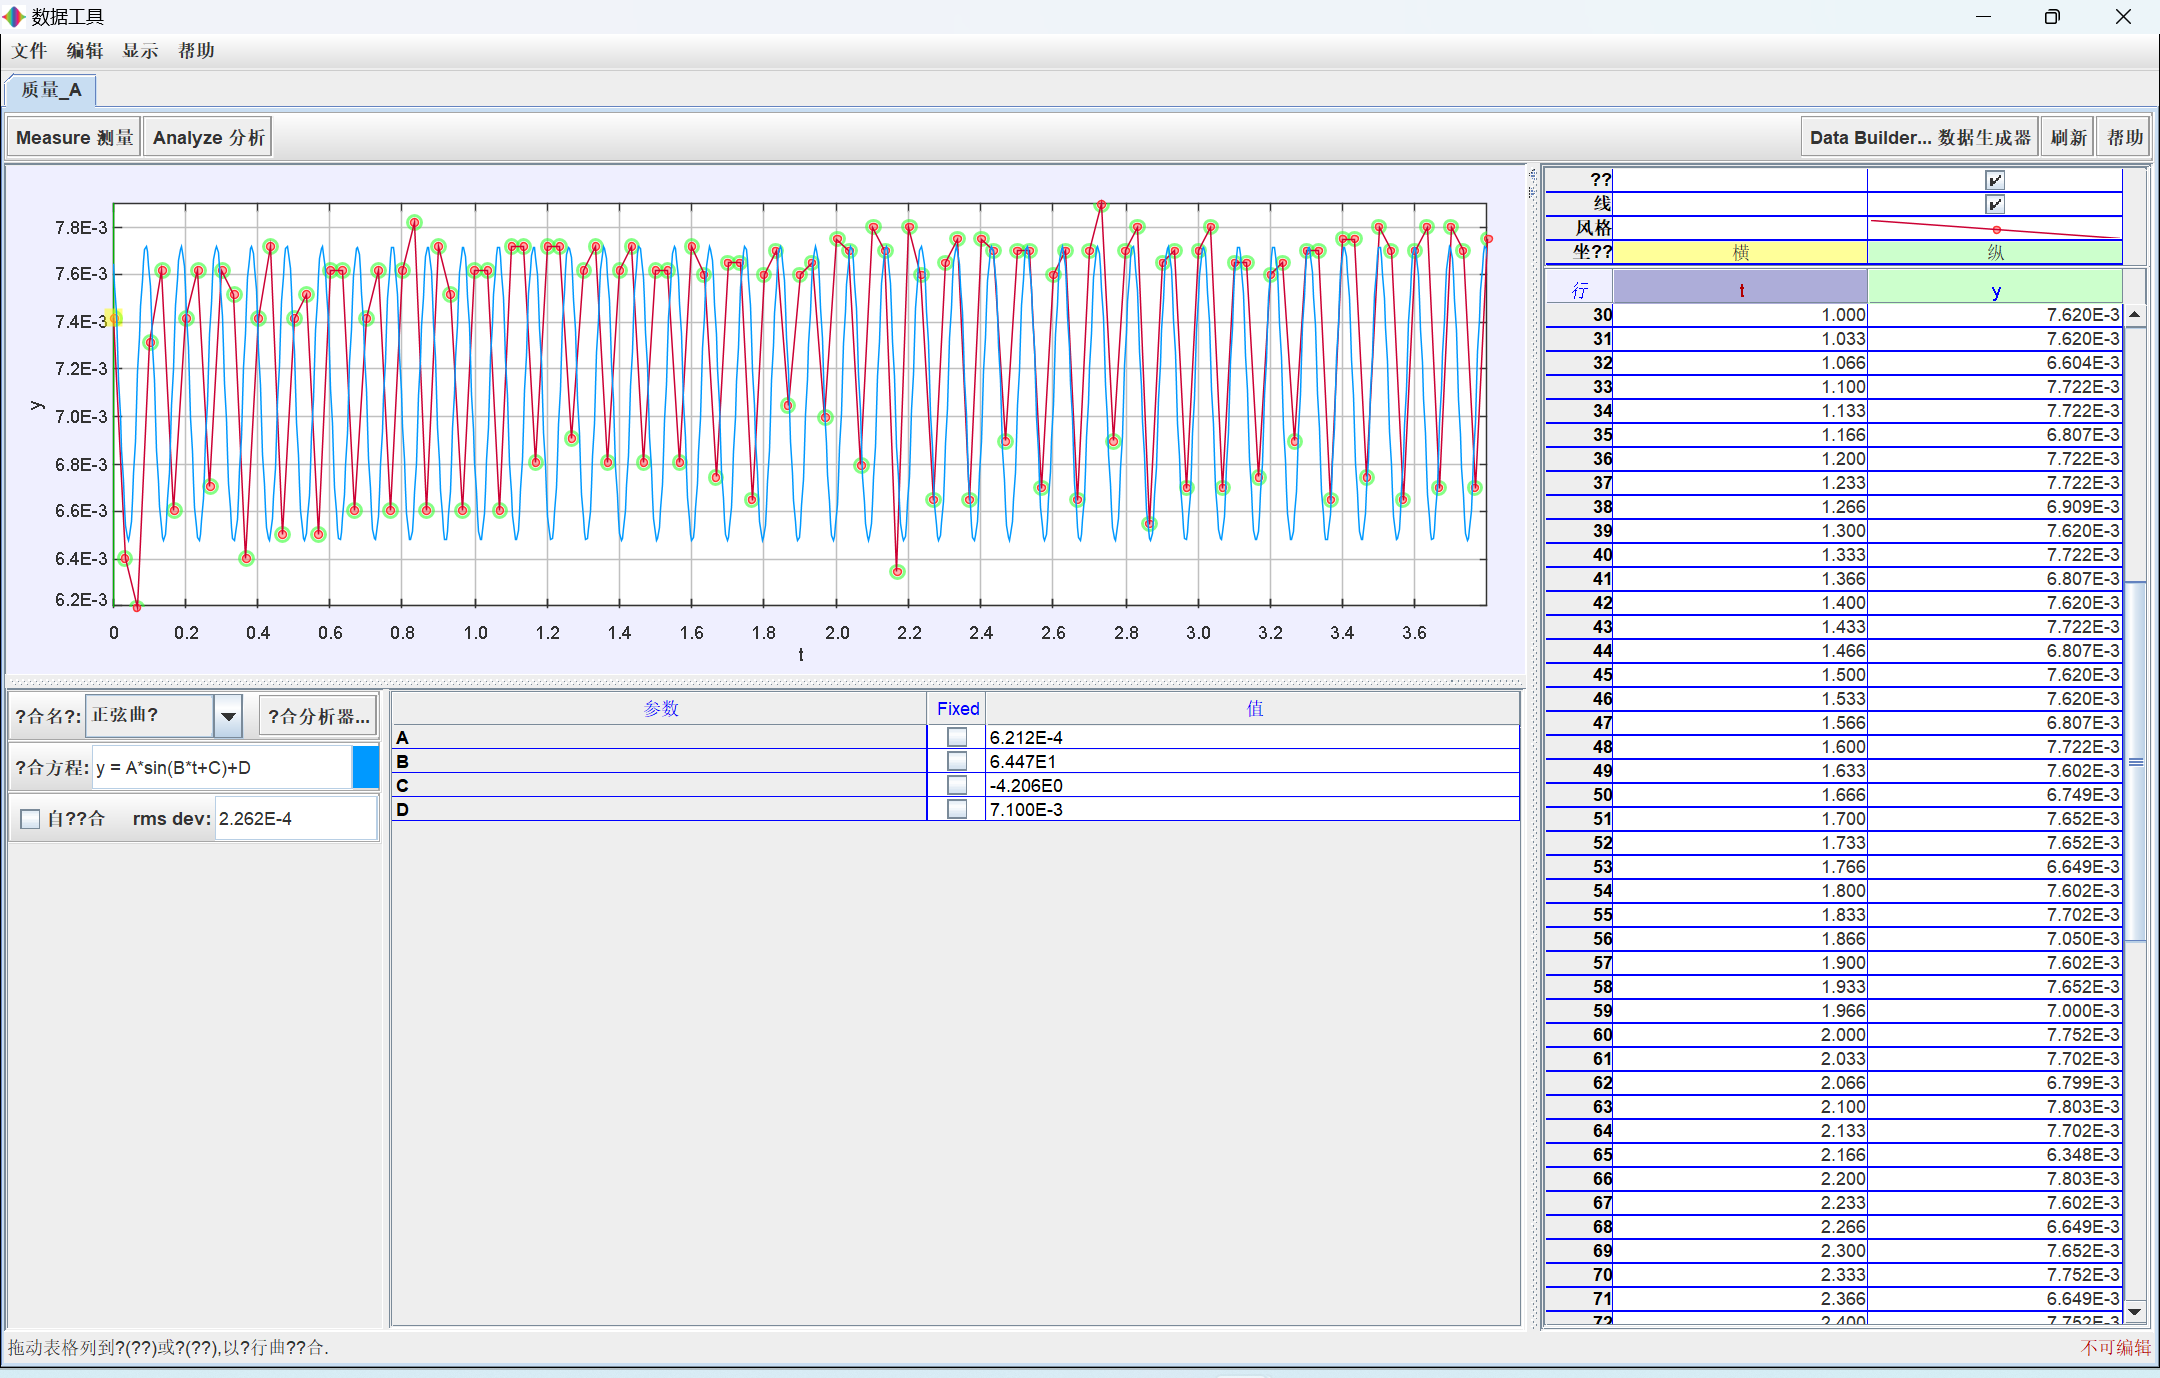 数据工具
文件 编辑 显示 帮助
质量_A
Measure 测量 Analyze 分析 Data Builder... 数据生成器 刷新 帮助
7.8E-3
7.6E-3
7.4E-3
7.2E-3
7.0E-3
6.8E-3
6.6E-3
6.4E-3
6.2E-3
y
0 0.2 0.4 0.6 0.8 1.0 1.2 1.4 1.6 1.8 2.0 2.2 2.4 2.6 2.8 3.0 3.2 3.4 3.6
t
??
线
风格
坐?? 横 纵
行 t y
30 1.000 7.620E-3
31 1.033 7.620E-3
32 1.066 6.604E-3
33 1.100 7.722E-3
34 1.133 7.722E-3
35 1.166 6.807E-3
36 1.200 7.722E-3
37 1.233 7.722E-3
38 1.266 6.909E-3
39 1.300 7.620E-3
40 1.333 7.722E-3
41 1.366 6.807E-3
42 1.400 7.620E-3
43 1.433 7.722E-3
44 1.466 6.807E-3
45 1.500 7.620E-3
46 1.533 7.620E-3
47 1.566 6.807E-3
48 1.600 7.722E-3
49 1.633 7.602E-3
50 1.666 6.749E-3
51 1.700 7.652E-3
52 1.733 7.652E-3
53 1.766 6.649E-3
54 1.800 7.602E-3
55 1.833 7.702E-3
56 1.866 7.050E-3
57 1.900 7.602E-3
58 1.933 7.652E-3
59 1.966 7.000E-3
60 2.000 7.752E-3
61 2.033 7.702E-3
62 2.066 6.799E-3
63 2.100 7.803E-3
64 2.133 7.702E-3
65 2.166 6.348E-3
66 2.200 7.803E-3
67 2.233 7.602E-3
68 2.266 6.649E-3
69 2.300 7.652E-3
70 2.333 7.752E-3
71 2.366 6.649E-3
72 2.400 7.752E-3
?合名?: 正弦曲? ?合分析器...
?合方程: y = A*sin(B*t+C)+D
自??合 rms dev: 2.262E-4
参数 Fixed 值
A 6.212E-4
B 6.447E1
C -4.206E0
D 7.100E-3
拖动表格列到?(??)或?(??),以?行曲??合. 不可编辑